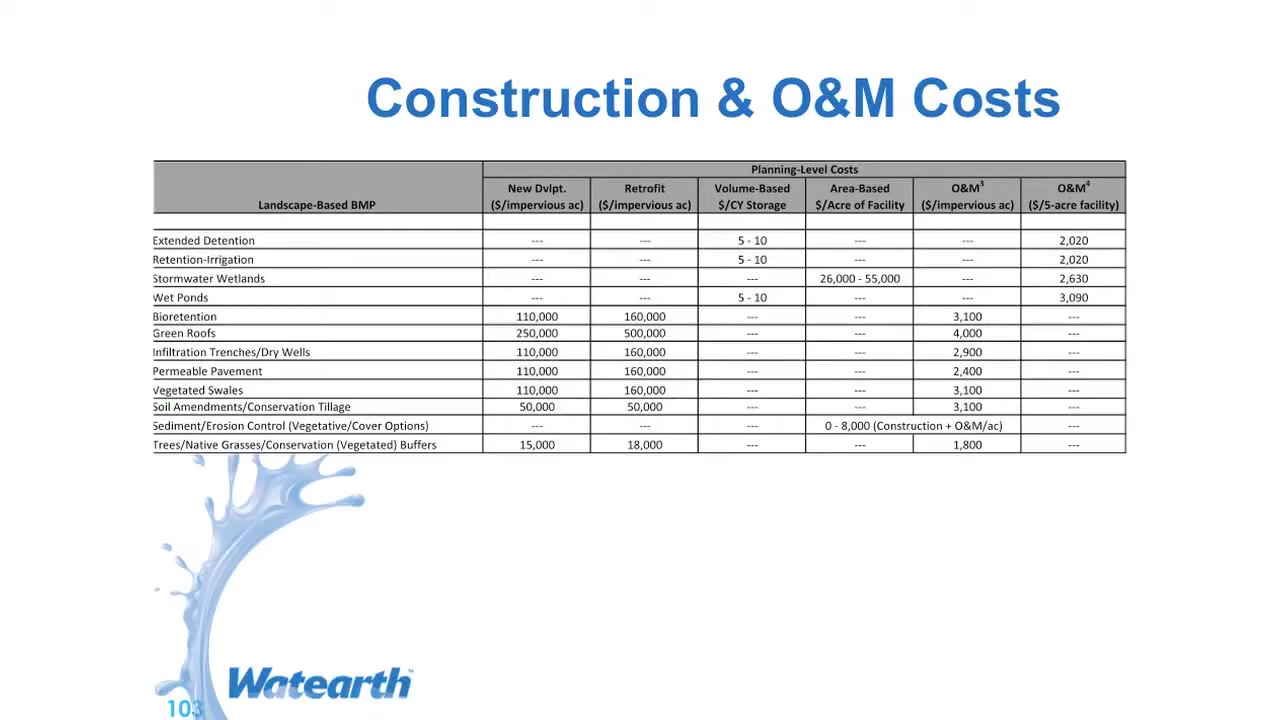 Construction & O&M Costs
Planning-Level Costs
Landscape-Based BMP New Dvlpt. ($/impervious ac) Retrofit ($/impervious ac) Volume-Based $/CY Storage Area-Based $/Acre of Facility O&M3 ($/impervious ac) O&M4 ($/5-acre facility)
Extended Detention --- --- 5 - 10 --- --- 2,020
Retention-Irrigation --- --- 5 - 10 --- --- 2,020
Stormwater Wetlands --- --- --- 26,000 - 55,000 --- 2,630
Wet Ponds --- --- 5 - 10 --- --- 3,090
Bioretention 110,000 160,000 --- --- 3,100 ---
Green Roofs 250,000 500,000 --- --- 4,000 ---
Infiltration Trenches/Dry Wells 110,000 160,000 --- --- 2,900 ---
Permeable Pavement 110,000 160,000 --- --- 2,400 ---
Vegetated Swales 110,000 160,000 --- --- 3,100 ---
Soil Amendments/Conservation Tillage 50,000 50,000 --- --- 3,100 ---
Sediment/Erosion Control (Vegetative/Cover Options) --- --- --- 0 - 8,000 (Construction + O&M/ac) ---
Trees/Native Grasses/Conservation (Vegetated) Buffers 15,000 18,000 --- --- 1,800 ---
Watearth™
103